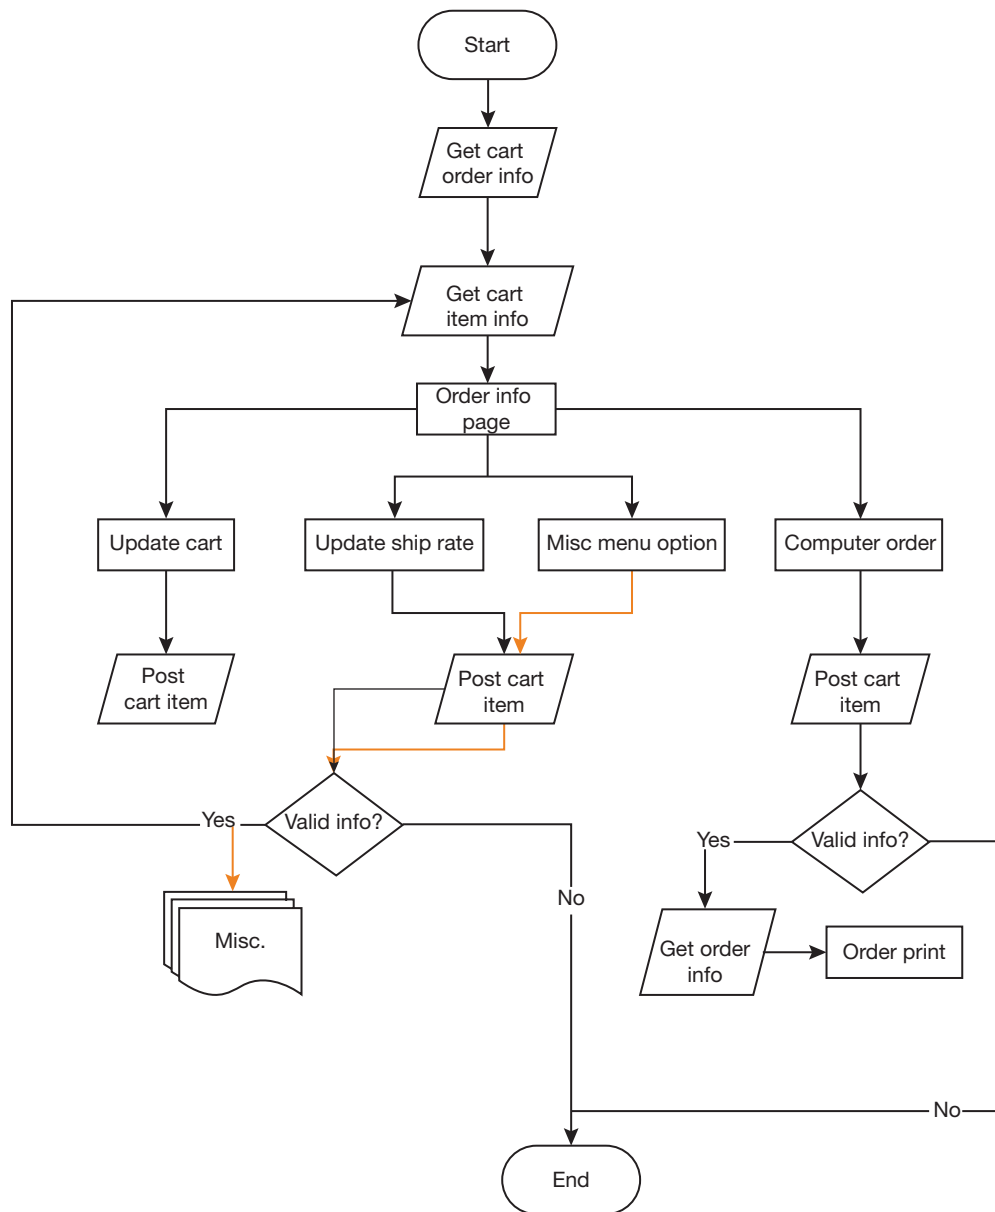 Start
Get cart
order info
Get cart
item info
Order info
page
Update cart
Update ship rate
Misc menu option
Computer order
Post
cart item
Post cart
item
Post cart
item
Yes
Valid info?
Yes
Valid info?
No
Misc.
Get order
info
Order print
No
End